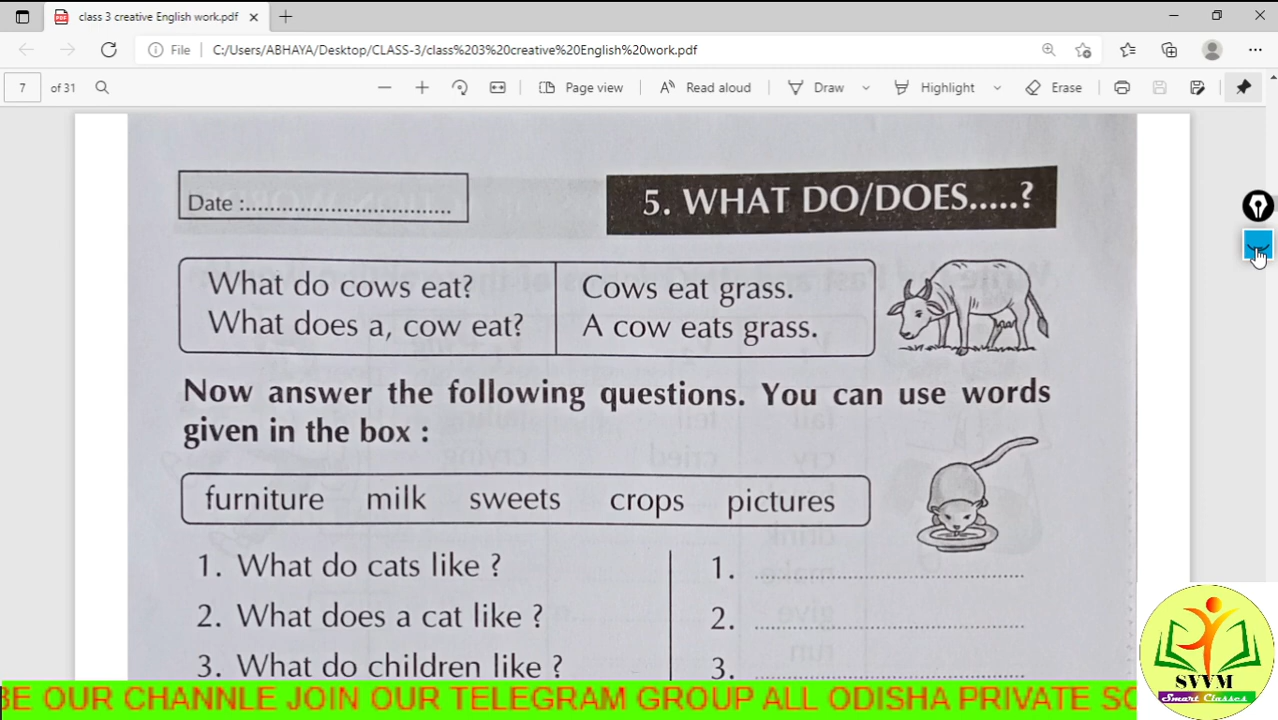 class 3 creative English work.pdf
File C:/Users/ABHAYA/Desktop/CLASS-3/class%203%20creative%20English%20work.pdf
7 of 31 Page view Read aloud Draw Highlight Erase
Date :..................................
5. WHAT DO/DOES.....?
What do cows eat? Cows eat grass.
What does a, cow eat? A cow eats grass.
Now answer the following questions. You can use words
given in the box :
furniture milk sweets crops pictures
1. What do cats like ? 1. ..................................
2. What does a cat like ? 2. ..................................
3. What do children like ? 3. ..................................
BE OUR CHANNLE JOIN OUR TELEGRAM GROUP ALL ODISHA PRIVATE SC
SVVM
Smart Classes